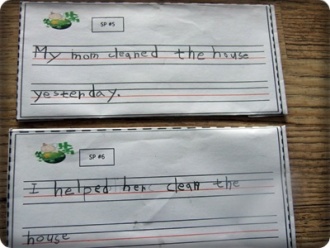 SP #5
My mom cleaned the house
yesterday.
SP #6
I helped her clean the
house